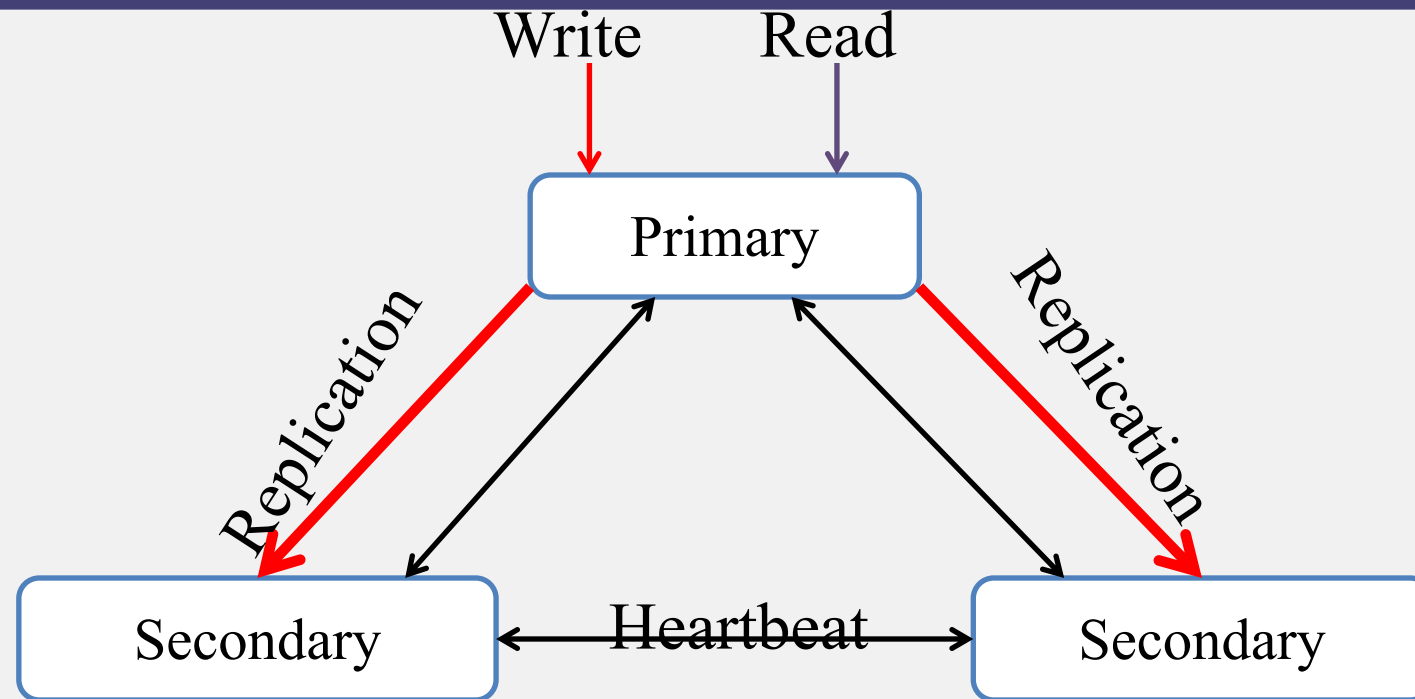 Write
Read
Primary
Replication
Replication
Secondary
Heartbeat
Secondary